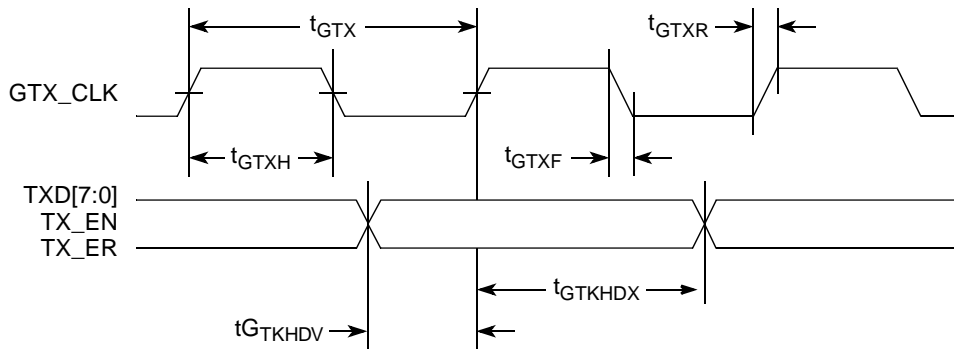 tGTX
tGTXR
GTX_CLK
tGTXH
tGTXF
TXD[7:0]
TX_EN
TX_ER
tGTKHDX
tGTKHDV